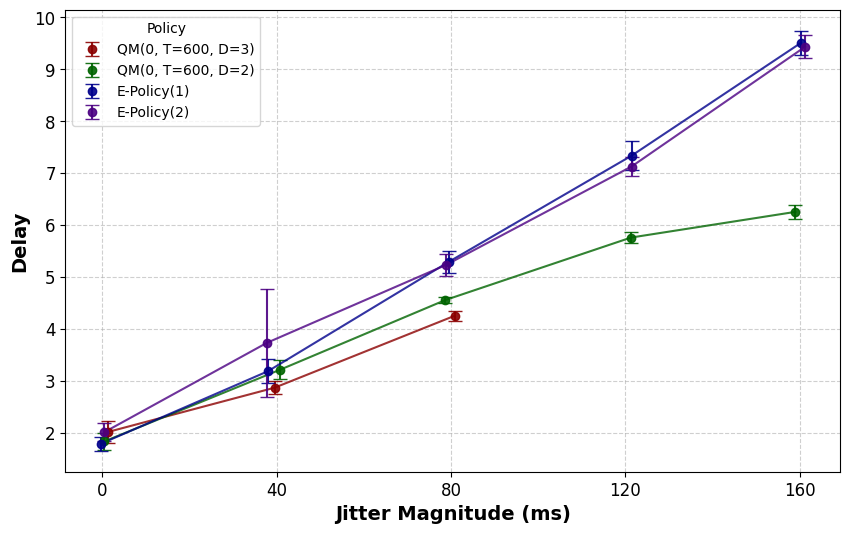 Policy
QM(0, T=600, D=3)
QM(0, T=600, D=2)
E-Policy(1)
E-Policy(2)
10
9
8
7
6
5
4
3
2
Delay
0 40 80 120 160
Jitter Magnitude (ms)